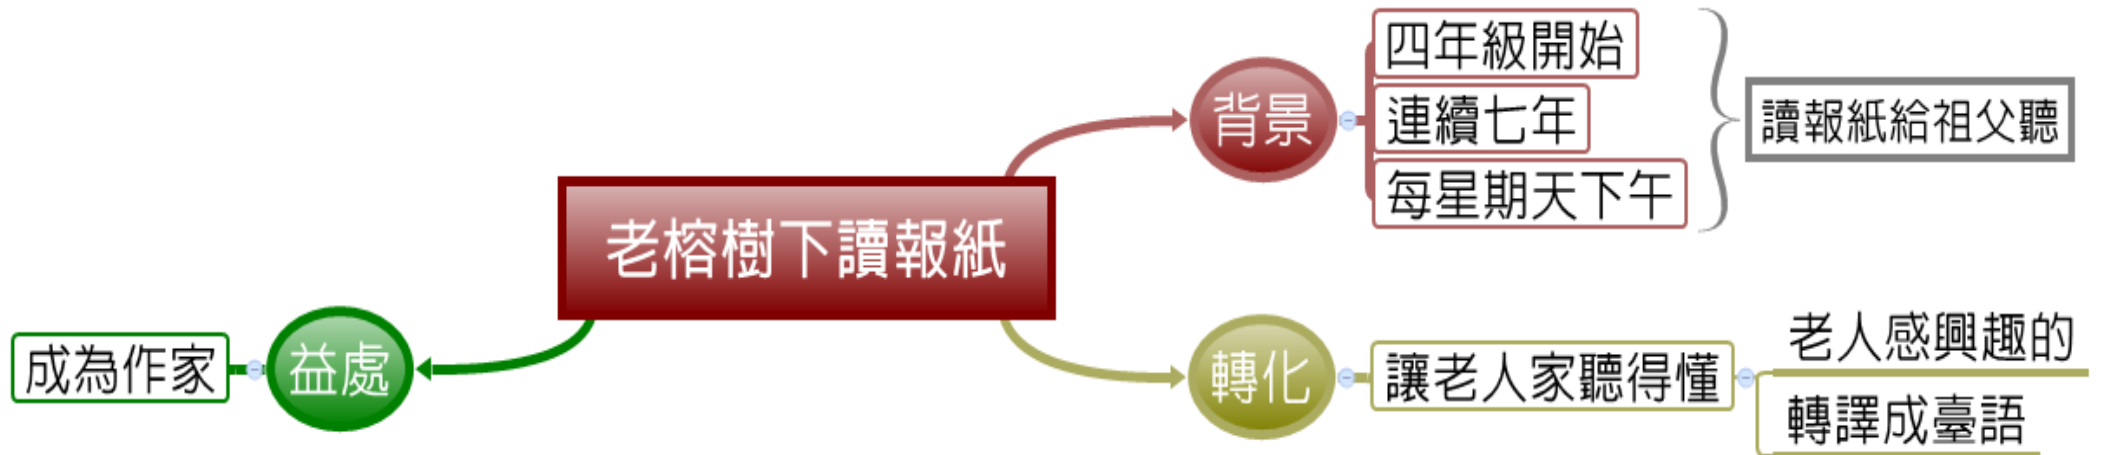 老榕樹下讀報紙
背景
四年級開始
連續七年
每星期天下午
讀報紙給祖父聽
轉化
讓老人家聽得懂
老人感興趣的
轉譯成臺語
益處
成為作家